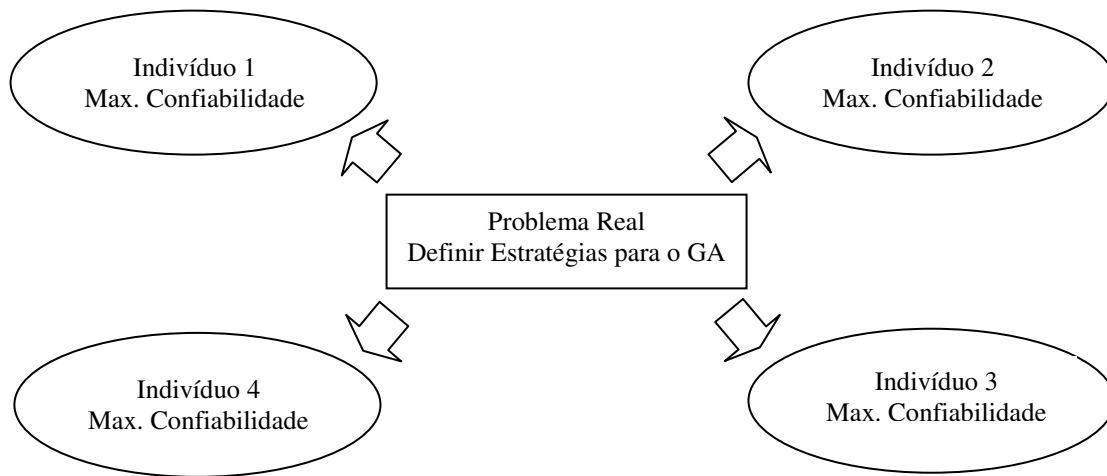 Indivíduo 1
Max. Confiabilidade
Indivíduo 2
Max. Confiabilidade
Problema Real
Definir Estratégias para o GA
Indivíduo 4
Max. Confiabilidade
Indivíduo 3
Max. Confiabilidade